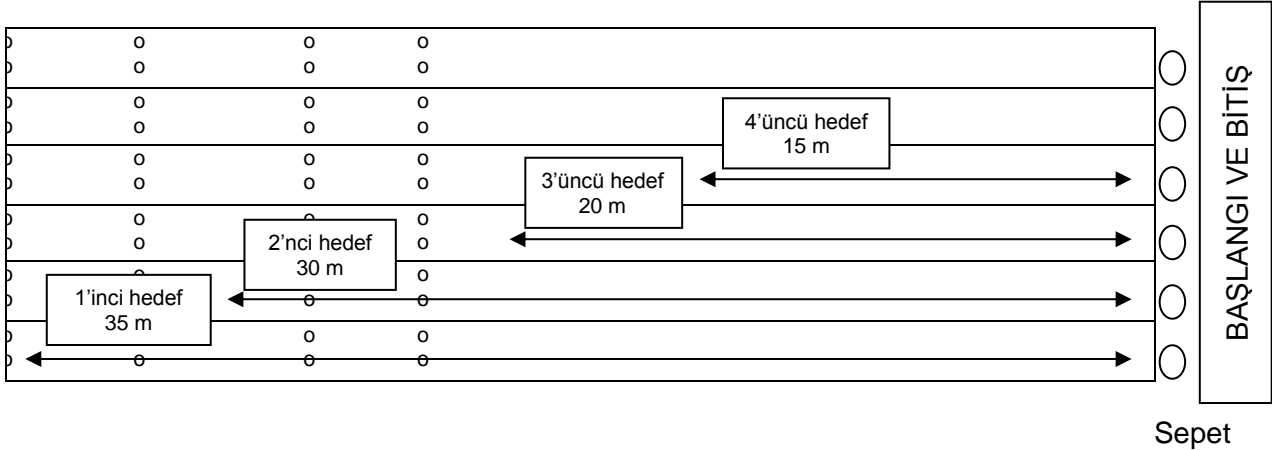 4’üncü hedef
15 m
3’üncü hedef
20 m
2’nci hedef
30 m
1’inci hedef
35 m
BAŞLANGI VE BİTİŞ
Sepet